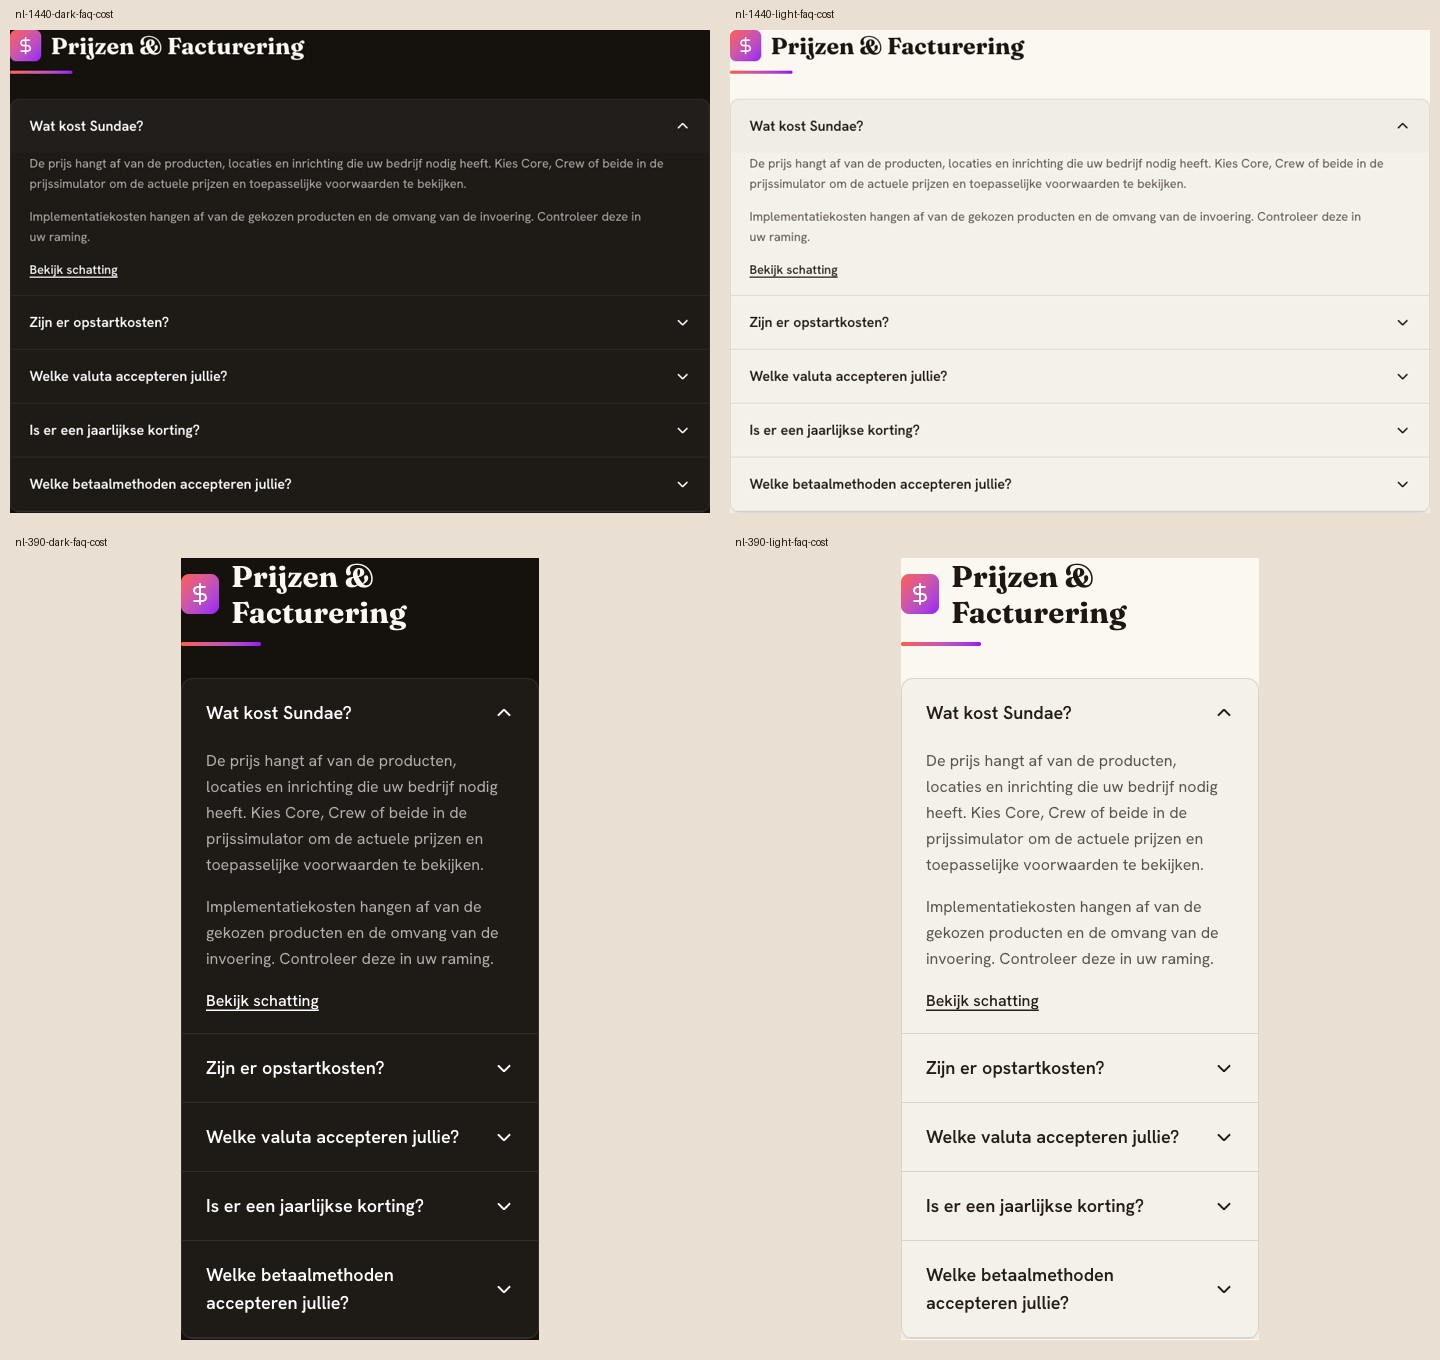 nl-1440-dark-faq-cost
$ Prijzen & Facturering
Wat kost Sundae?
De prijs hangt af van de producten, locaties en inrichting die uw bedrijf nodig heeft. Kies Core, Crew of beide in de
prijssimulator om de actuele prijzen en toepasselijke voorwaarden te bekijken.
Implementatiekosten hangen af van de gekozen producten en de omvang van de invoering. Controleer deze in
uw raming.
Bekijk schatting
Zijn er opstartkosten?
Welke valuta accepteren jullie?
Is er een jaarlijkse korting?
Welke betaalmethoden accepteren jullie?
nl-1440-light-faq-cost
$ Prijzen & Facturering
Wat kost Sundae?
De prijs hangt af van de producten, locaties en inrichting die uw bedrijf nodig heeft. Kies Core, Crew of beide in de
prijssimulator om de actuele prijzen en toepasselijke voorwaarden te bekijken.
Implementatiekosten hangen af van de gekozen producten en de omvang van de invoering. Controleer deze in
uw raming.
Bekijk schatting
Zijn er opstartkosten?
Welke valuta accepteren jullie?
Is er een jaarlijkse korting?
Welke betaalmethoden accepteren jullie?
nl-390-dark-faq-cost
$ Prijzen &
Facturering
Wat kost Sundae?
De prijs hangt af van de producten,
locaties en inrichting die uw bedrijf nodig
heeft. Kies Core, Crew of beide in de
prijssimulator om de actuele prijzen en
toepasselijke voorwaarden te bekijken.
Implementatiekosten hangen af van de
gekozen producten en de omvang van de
invoering. Controleer deze in uw raming.
Bekijk schatting
Zijn er opstartkosten?
Welke valuta accepteren jullie?
Is er een jaarlijkse korting?
Welke betaalmethoden
accepteren jullie?
nl-390-light-faq-cost
$ Prijzen &
Facturering
Wat kost Sundae?
De prijs hangt af van de producten,
locaties en inrichting die uw bedrijf nodig
heeft. Kies Core, Crew of beide in de
prijssimulator om de actuele prijzen en
toepasselijke voorwaarden te bekijken.
Implementatiekosten hangen af van de
gekozen producten en de omvang van de
invoering. Controleer deze in uw raming.
Bekijk schatting
Zijn er opstartkosten?
Welke valuta accepteren jullie?
Is er een jaarlijkse korting?
Welke betaalmethoden
accepteren jullie?